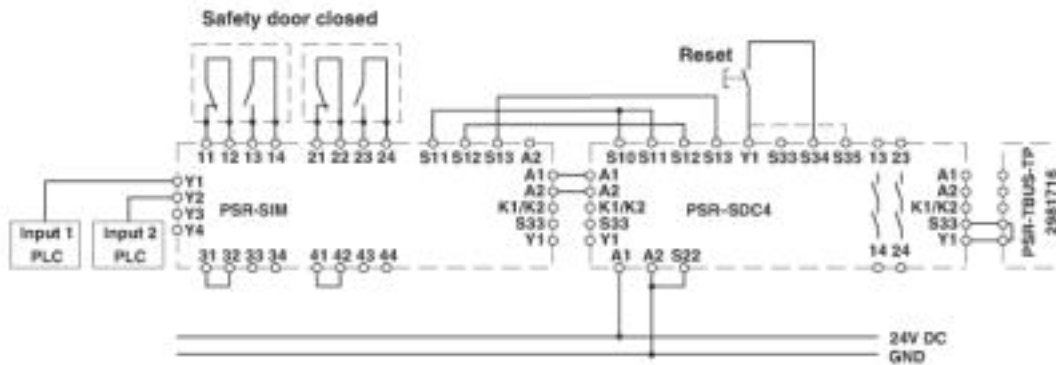 Safety door closed
Reset
11 12 13 14 21 22 23 24 S11 S12 S13 A2 S10 S11 S12 S13 Y1 S33 S34 S35 13 23
A1 A1 A1
Y1 A2 A2 A2
Y2 PSR-SIM K1/K2 K1/K2 PSR-SDC4 K1/K2
Y3 S33 S33 S33
Y4 Y1 Y1 Y1
PSR-TBUS-TP
2981716
Input 1 Input 2
PLC PLC
31 32 33 34 41 42 43 44 A1 A2 S22 14 24
24V DC
GND